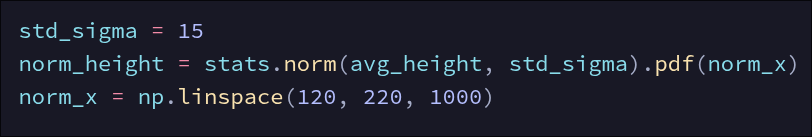 std_sigma = 15
norm_height = stats.norm(avg_height, std_sigma).pdf(norm_x)
norm_x = np.linspace(120, 220, 1000)